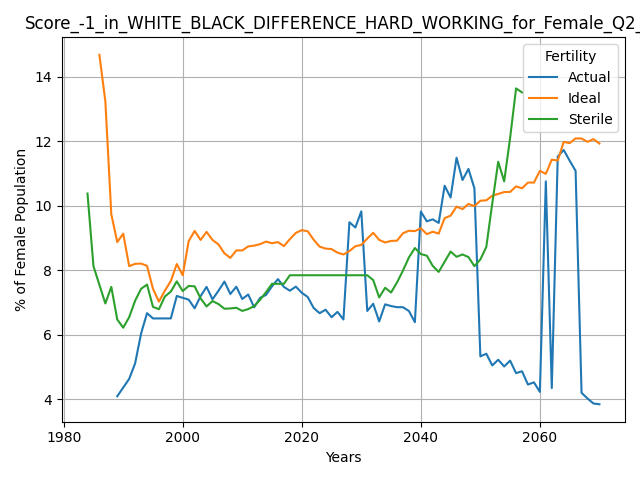 Score_-1_in_WHITE_BLACK_DIFFERENCE_HARD_WORKING_for_Female_Q2_
Fertility
Actual
Ideal
Sterile
% of Female Population
14
12
10
8
6
4
1980
2000
2020
2040
2060
Years